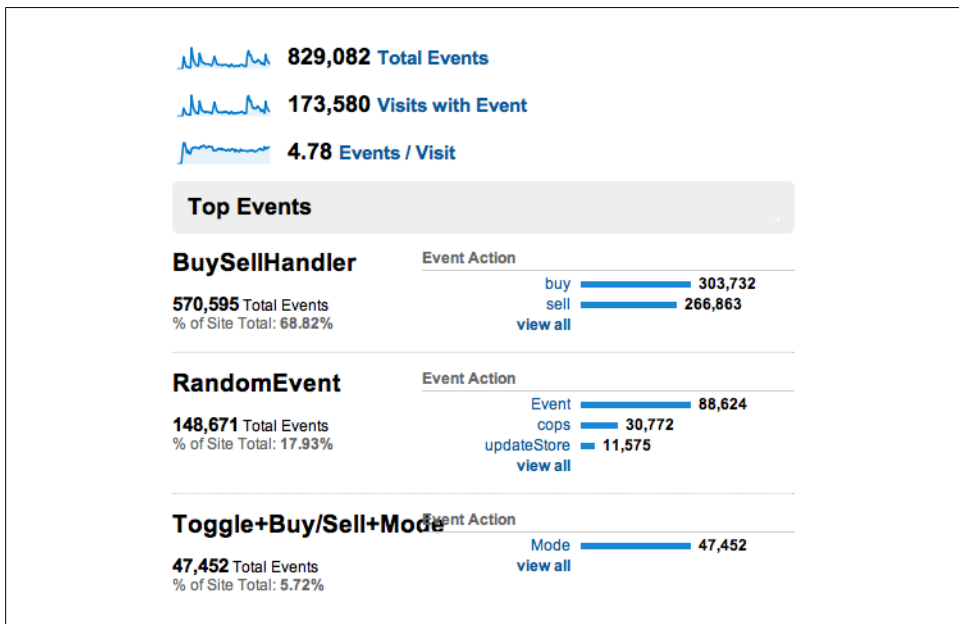 829,082 Total Events
173,580 Visits with Event
4.78 Events / Visit
Top Events
BuySellHandler
570,595 Total Events
% of Site Total: 68.82%
Event Action
buy 303,732
sell 266,863
view all
RandomEvent
148,671 Total Events
% of Site Total: 17.93%
Event Action
Event 88,624
cops 30,772
updateStore 11,575
view all
Toggle+Buy/Sell+Mode
47,452 Total Events
% of Site Total: 5.72%
Event Action
Mode 47,452
view all